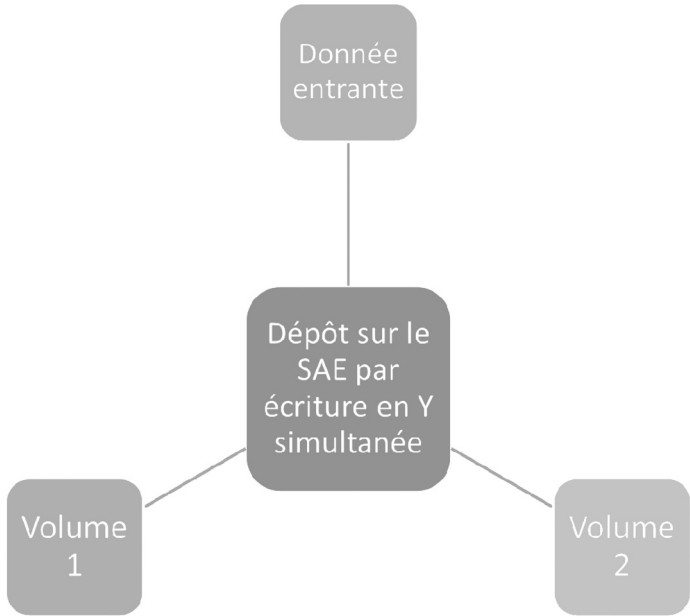 Donnée
entrante
Dépôt sur le
SAE par
écriture en Y
simultanée
Volume
1
Volume
2